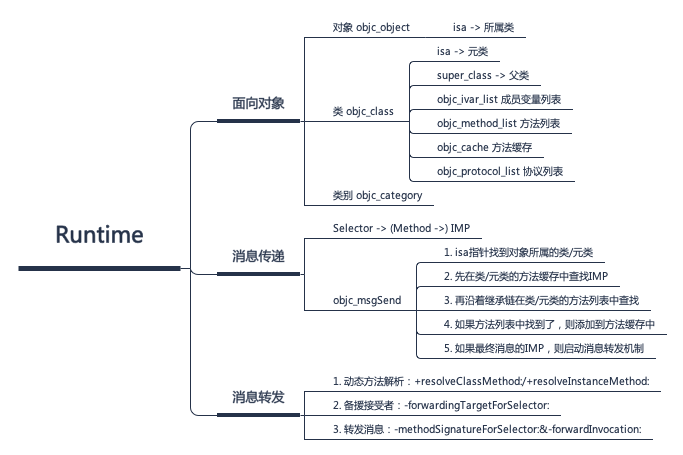 Runtime
面向对象
对象 objc_object
isa -> 所属类
类 objc_class
isa -> 元类
super_class -> 父类
objc_ivar_list 成员变量列表
objc_method_list 方法列表
objc_cache 方法缓存
objc_protocol_list 协议列表
类别 objc_category
消息传递
Selector -> (Method ->) IMP
objc_msgSend
1. isa指针找到对象所属的类/元类
2. 先在类/元类的方法缓存中查找IMP
3. 再沿着继承链在类/元类的方法列表中查找
4. 如果方法列表中找到了，则添加到方法缓存中
5. 如果最终消息的IMP，则启动消息转发机制
消息转发
1. 动态方法解析：+resolveClassMethod:/+resolveInstanceMethod:
2. 备援接受者：-forwardingTargetForSelector:
3. 转发消息：-methodSignatureForSelector:&-forwardInvocation: